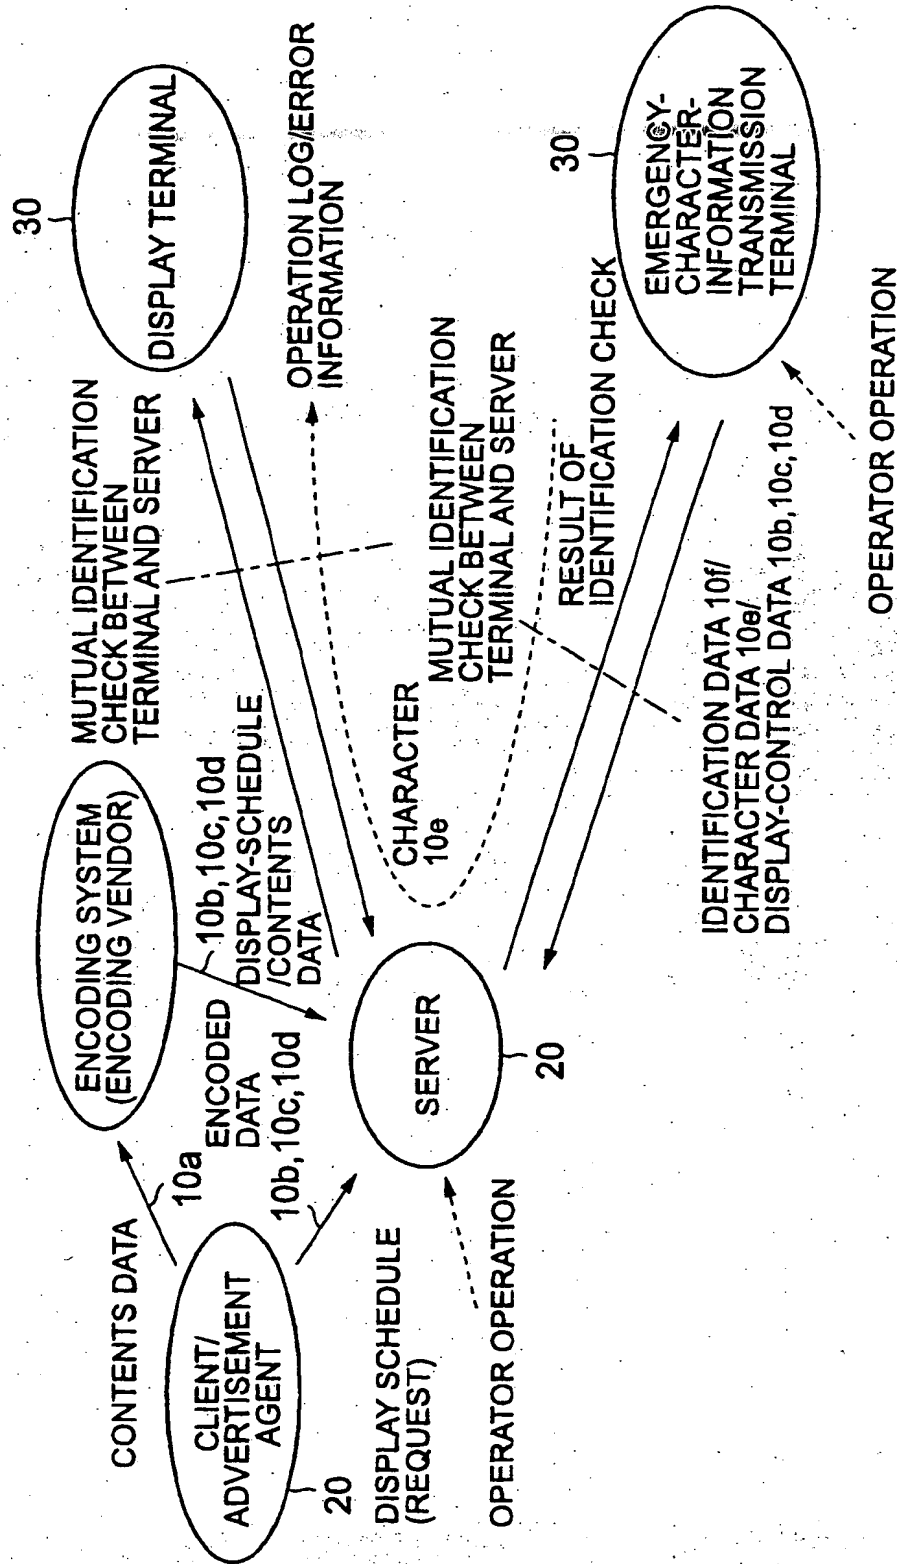 CONTENTS DATA
CLIENT/
ADVERTISEMENT
AGENT
20
DISPLAY SCHEDULE
(REQUEST)
OPERATOR OPERATION
10a
ENCODING SYSTEM
(ENCODING VENDOR)
ENCODED
DATA
10b, 10c, 10d
10b, 10c, 10d
DISPLAY-SCHEDULE
/CONTENTS
DATA
SERVER
20
MUTUAL IDENTIFICATION
CHECK BETWEEN
TERMINAL AND SERVER
30
DISPLAY TERMINAL
OPERATION LOG/ERROR
INFORMATION
CHARACTER
10e
MUTUAL IDENTIFICATION
CHECK BETWEEN
TERMINAL AND SERVER
RESULT OF
IDENTIFICATION CHECK
30
EMERGENCY-
CHARACTER-
INFORMATION
TRANSMISSION
TERMINAL
IDENTIFICATION DATA 10f/
CHARACTER DATA 10e/
DISPLAY-CONTROL DATA 10b,10c,10d
OPERATOR OPERATION